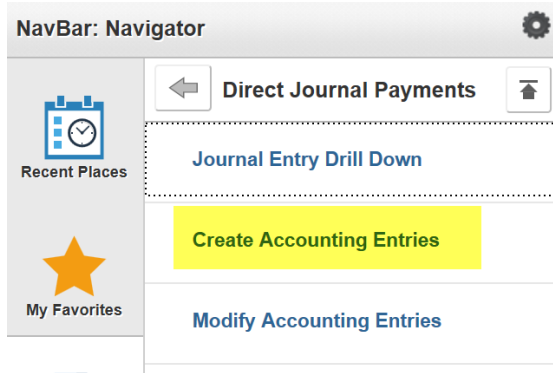 NavBar: Navigator
Direct Journal Payments
Recent Places
Journal Entry Drill Down
Create Accounting Entries
My Favorites
Modify Accounting Entries